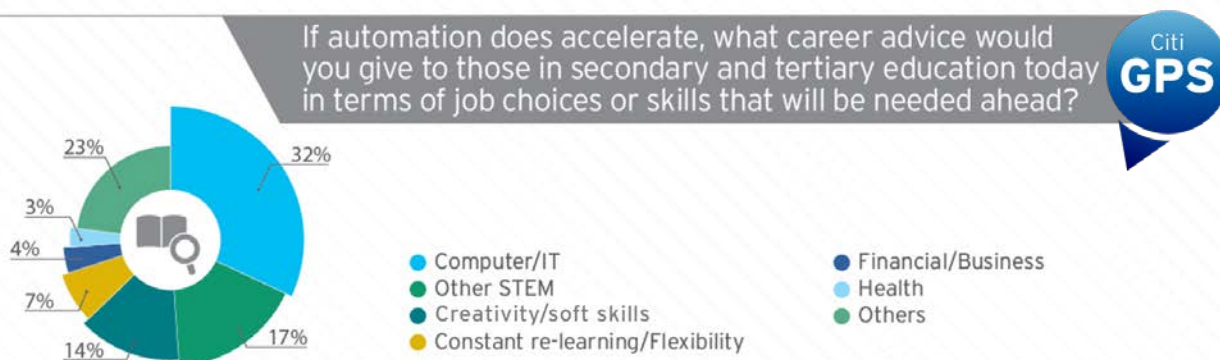 If automation does accelerate, what career advice would
you give to those in secondary and tertiary education today
in terms of job choices or skills that will be needed ahead?
Citi
GPS
23%
32%
3%
4%
7%
14%
17%
Computer/IT
Other STEM
Creativity/soft skills
Constant re-learning/Flexibility
Financial/Business
Health
Others